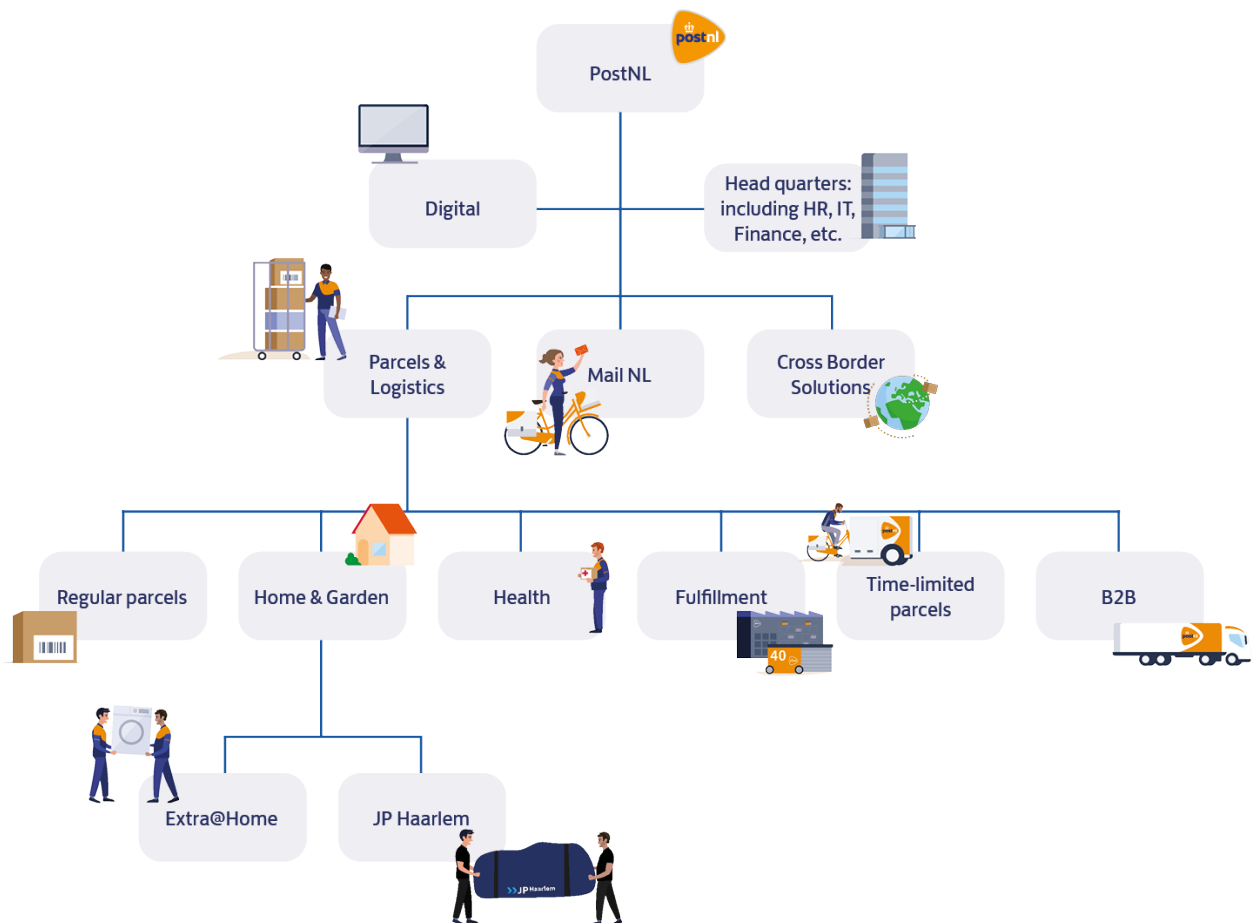 postnl
PostNL
Digital
Head quarters:
including HR, IT,
Finance, etc.
Parcels &
Logistics
Mail NL
Cross Border
Solutions
Regular parcels
Home & Garden
Health
Fulfillment
Time-limited
parcels
B2B
40
Extra@Home
JP Haarlem
JP Haarlem